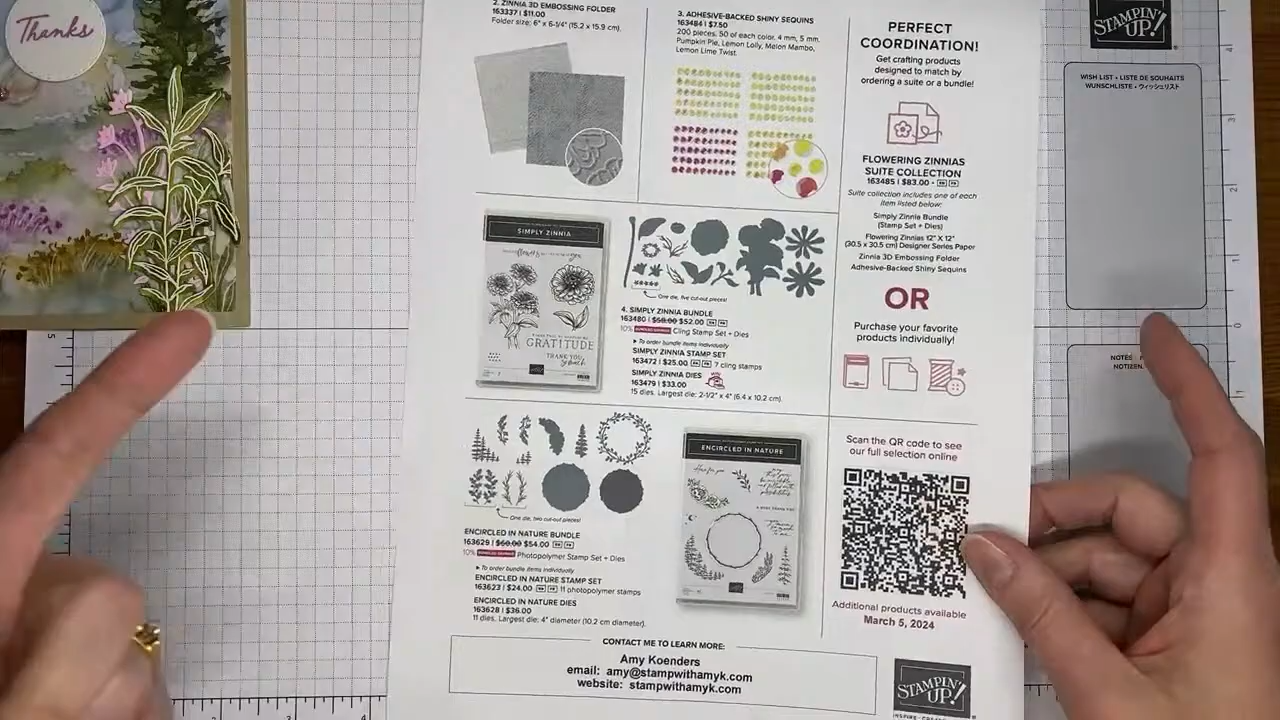 Thanks
2. ZINNIA 3D EMBOSSING FOLDER
163337 | $11.00
Folder size: 6" x 6-1/4" (15.2 x 15.9 cm).
3. ADHESIVE-BACKED SHINY SEQUINS
163484 | $7.50
200 pieces, 50 of each color. 4 mm, 5 mm.
Pumpkin Pie, Lemon Lolly, Melon Mambo,
Lemon Lime Twist.
SIMPLY ZINNIA
GRATITUDE
THANK YOU
so much
One die, five cut-out pieces!
4. SIMPLY ZINNIA BUNDLE
163480 | $58.00 $52.00
10% BUNDLED SAVINGS Cling Stamp Set + Dies
▸ To order bundle items individually
SIMPLY ZINNIA STAMP SET
163472 | $25.00 7 cling stamps
SIMPLY ZINNIA DIES
163479 | $33.00
15 dies. Largest die: 2-1/2" x 4" (6.4 x 10.2 cm).
One die, two cut-out pieces!
ENCIRCLED IN NATURE BUNDLE
163629 | $60.00 $54.00
10% BUNDLED SAVINGS Photopolymer Stamp Set + Dies
▸ To order bundle items individually
ENCIRCLED IN NATURE STAMP SET
163623 | $24.00 11 photopolymer stamps
ENCIRCLED IN NATURE DIES
163628 | $36.00
11 dies. Largest die: 4" diameter (10.2 cm diameter).
ENCIRCLED IN NATURE
PERFECT
COORDINATION!
Get crafting products
designed to match by
ordering a suite or a bundle!
FLOWERING ZINNIAS
SUITE COLLECTION
163485 | $83.00 •
Suite collection includes one of each
item listed below:
Simply Zinnia Bundle
(Stamp Set + Dies)
Flowering Zinnias 12" X 12"
(30.5 x 30.5 cm) Designer Series Paper
Zinnia 3D Embossing Folder
Adhesive-Backed Shiny Sequins
OR
Purchase your favorite
products individually!
Scan the QR code to see
our full selection online
Additional products available
March 5, 2024
CONTACT ME TO LEARN MORE:
Amy Koenders
email: amy@stampwithamyk.com
website: stampwithamyk.com
STAMPIN' UP!
STAMPIN' UP!
WISH LIST • LISTE DE SOUHAITS
WUNSCHLISTE • ウィッシュリスト
NOTES
NOTIZEN